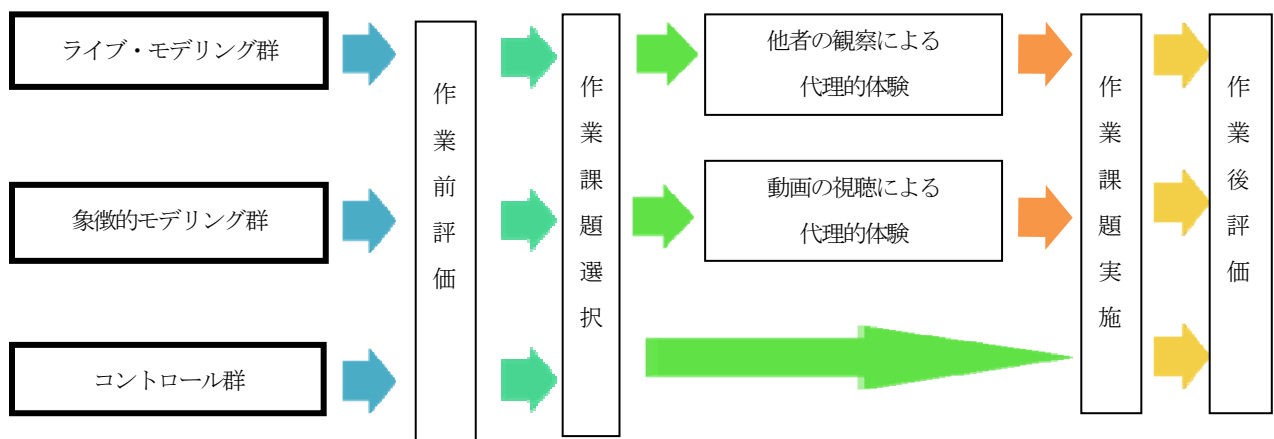 ライブ・モデリング群
作業前評価
作業課題選択
他者の観察による
代理的体験
作業課題実施
作業後評価
象徴的モデリング群
動画の視聴による
代理的体験
コントロール群